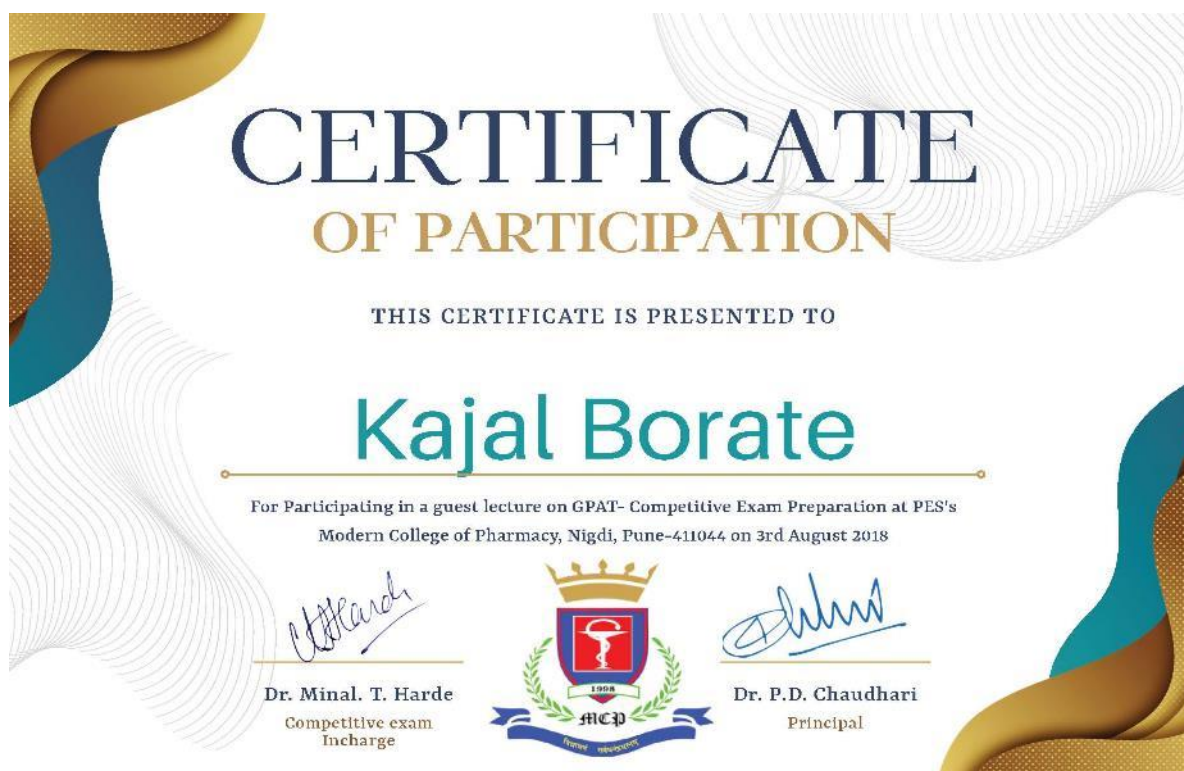 CERTIFICATE
OF PARTICIPATION
THIS CERTIFICATE IS PRESENTED TO
Kajal Borate
For Participating in a guest lecture on GPAT- Competitive Exam Preparation at PES's
Modern College of Pharmacy, Nigdi, Pune-411044 on 3rd August 2018
1998
MCP
Dr. Minal. T. Harde
Competitive exam
Incharge
Dr. P.D. Chaudhari
Principal